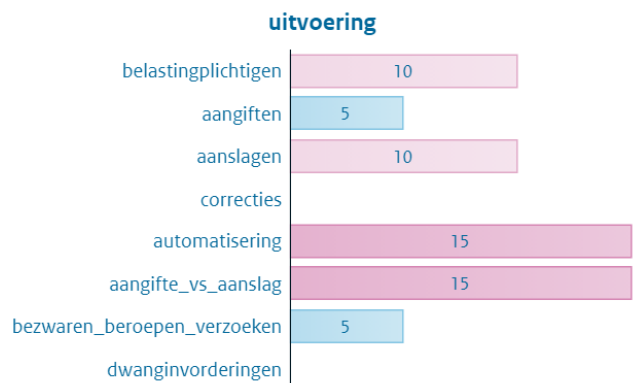 uitvoering
belastingplichtigen 10
aangiften 5
aanslagen 10
correcties
automatisering 15
aangifte_vs_aanslag 15
bezwaren_beroepen_verzoeken 5
dwanginvorderingen